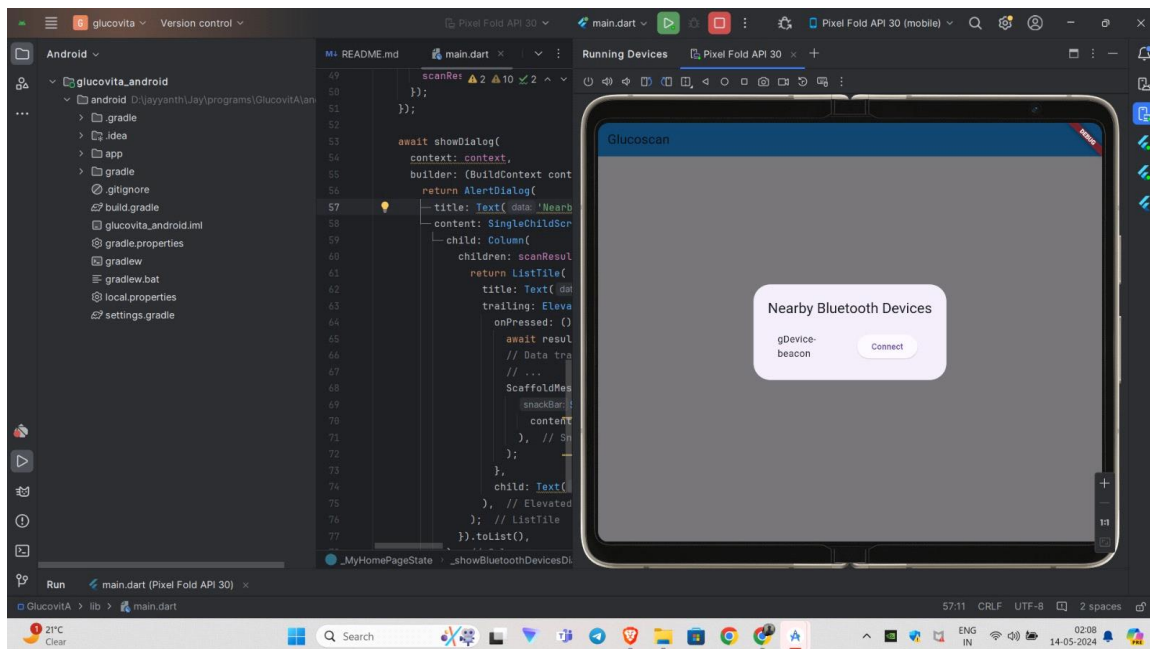 G glucovita Version control
Pixel Fold API 30
main.dart
Pixel Fold API 30 (mobile)
Android
README.md
main.dart
Running Devices
Pixel Fold API 30
glucovita_android
android D:\jayyanth\Jay\programs\GlucovitA\an
.gradle
.idea
app
gradle
.gitignore
build.gradle
glucovita_android.iml
gradle.properties
gradlew
gradlew.bat
local.properties
settings.gradle
49 scanRes 2 10 2
50 });
51 });
52
53 await showDialog(
54 context: context,
55 builder: (BuildContext cont
56 return AlertDialog(
57 title: Text( data: 'Nearb
58 content: SingleChildScr
59 child: Column(
60 children: scanResul
61 return ListTile(
62 title: Text( dat
63 trailing: Eleva
64 onPressed: ()
65 await resul
66 // Data tra
67 // ...
68 ScaffoldMes
69 snackBar:
70 content
71 ), // Sn
72 );
73 },
74 child: Text(
75 ), // Elevated
76 ); // ListTile
77 }).toList(),
_MyHomePageState _showBluetoothDevicesDi
Glucoscan
DEBUG
Nearby Bluetooth Devices
gDevice-
beacon
Connect
1:1
Run main.dart (Pixel Fold API 30)
GlucovitA > lib > main.dart
57:11 CRLF UTF-8 2 spaces
1
21°C
Clear
Search
ENG
IN
02:08
14-05-2024
PRE